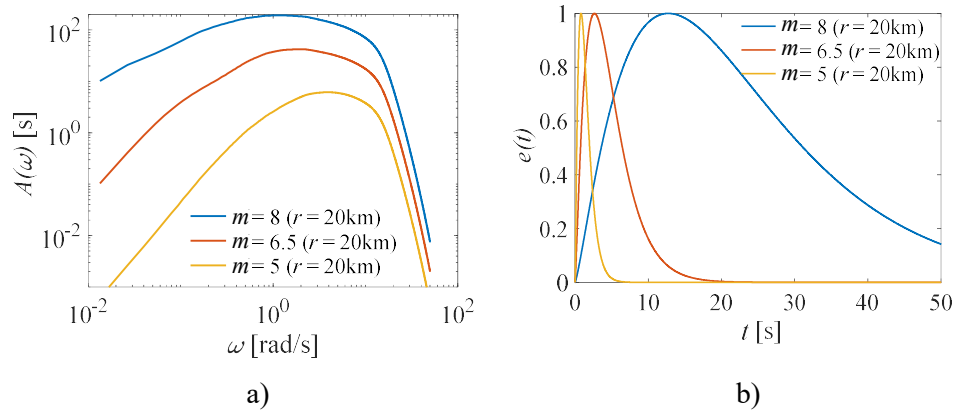 10^2
10^0
10^-2
A(ω) [s]
m = 8 (r = 20km)
m = 6.5 (r = 20km)
m = 5 (r = 20km)
10^-2 10^0 10^2
ω [rad/s]
a)
1
0.8
0.6
0.4
0.2
0
e(t)
m = 8 (r = 20km)
m = 6.5 (r = 20km)
m = 5 (r = 20km)
0 10 20 30 40 50
t [s]
b)